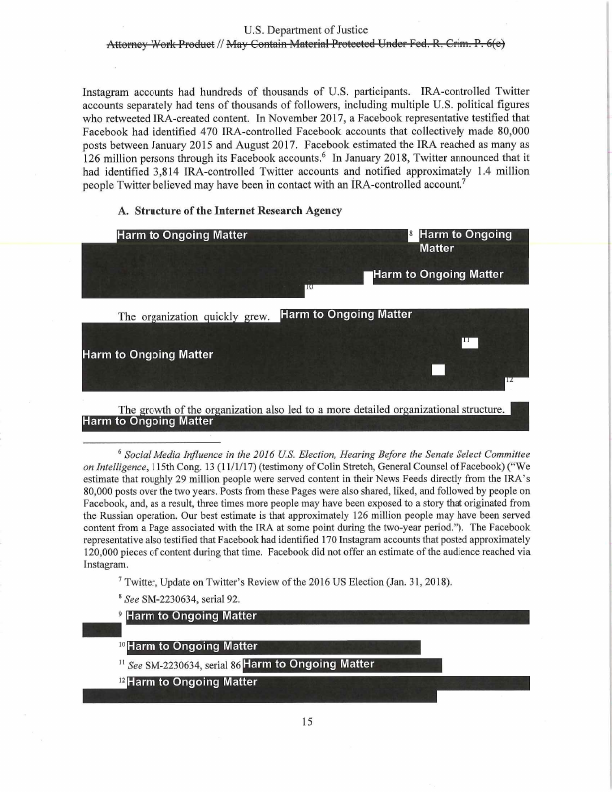 U.S. Department of Justice
Attorney Work Product // May Contain Material Protected Under Fed. R. Crim. P. 6(e)
Instagram accounts had hundreds of thousands of U.S. participants. IRA-controlled Twitter
accounts separately had tens of thousands of followers, including multiple U.S. political figures
who retweeted IRA-created content. In November 2017, a Facebook representative testified that
Facebook had identified 470 IRA-controlled Facebook accounts that collectively made 80,000
posts between January 2015 and August 2017. Facebook estimated the IRA reached as many as
126 million persons through its Facebook accounts.6 In January 2018, Twitter announced that it
had identified 3,814 IRA-controlled Twitter accounts and notified approximately 1.4 million
people Twitter believed may have been in contact with an IRA-controlled account.7
A. Structure of the Internet Research Agency
Harm to Ongoing Matter 8 Harm to Ongoing
Matter
Harm to Ongoing Matter
10
The organization quickly grew. Harm to Ongoing Matter
11
Harm to Ongoing Matter
12
The growth of the organization also led to a more detailed organizational structure.
Harm to Ongoing Matter
6 Social Media Influence in the 2016 U.S. Election, Hearing Before the Senate Select Committee
on Intelligence, 115th Cong. 13 (11/1/17) (testimony of Colin Stretch, General Counsel of Facebook) ("We
estimate that roughly 29 million people were served content in their News Feeds directly from the IRA's
80,000 posts over the two years. Posts from these Pages were also shared, liked, and followed by people on
Facebook, and, as a result, three times more people may have been exposed to a story that originated from
the Russian operation. Our best estimate is that approximately 126 million people may have been served
content from a Page associated with the IRA at some point during the two-year period."). The Facebook
representative also testified that Facebook had identified 170 Instagram accounts that posted approximately
120,000 pieces of content during that time. Facebook did not offer an estimate of the audience reached via
Instagram.
7 Twitter, Update on Twitter's Review of the 2016 US Election (Jan. 31, 2018).
8 See SM-2230634, serial 92.
9 Harm to Ongoing Matter
10 Harm to Ongoing Matter
11 See SM-2230634, serial 86 Harm to Ongoing Matter
12 Harm to Ongoing Matter
15